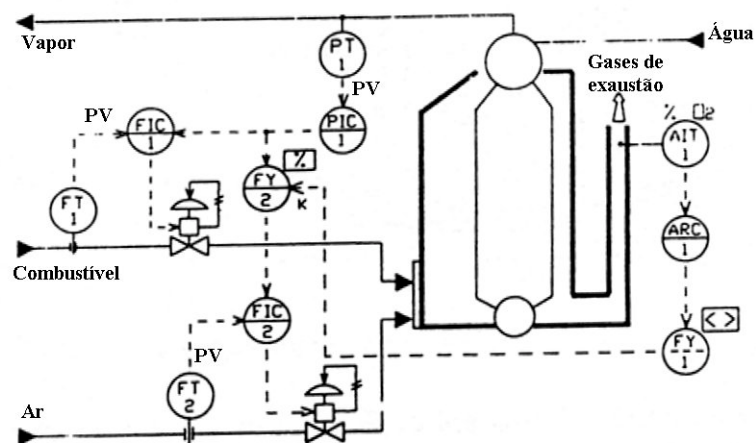 Vapor
PT
1
Água
Gases de
exaustão
PV
PV
FIC
1
PIC
1
%
% O2
AIT
1
FY
2
K
FT
1
ARC
1
Combustível
FIC
2
< >
PV
FY
1
FT
2
Ar